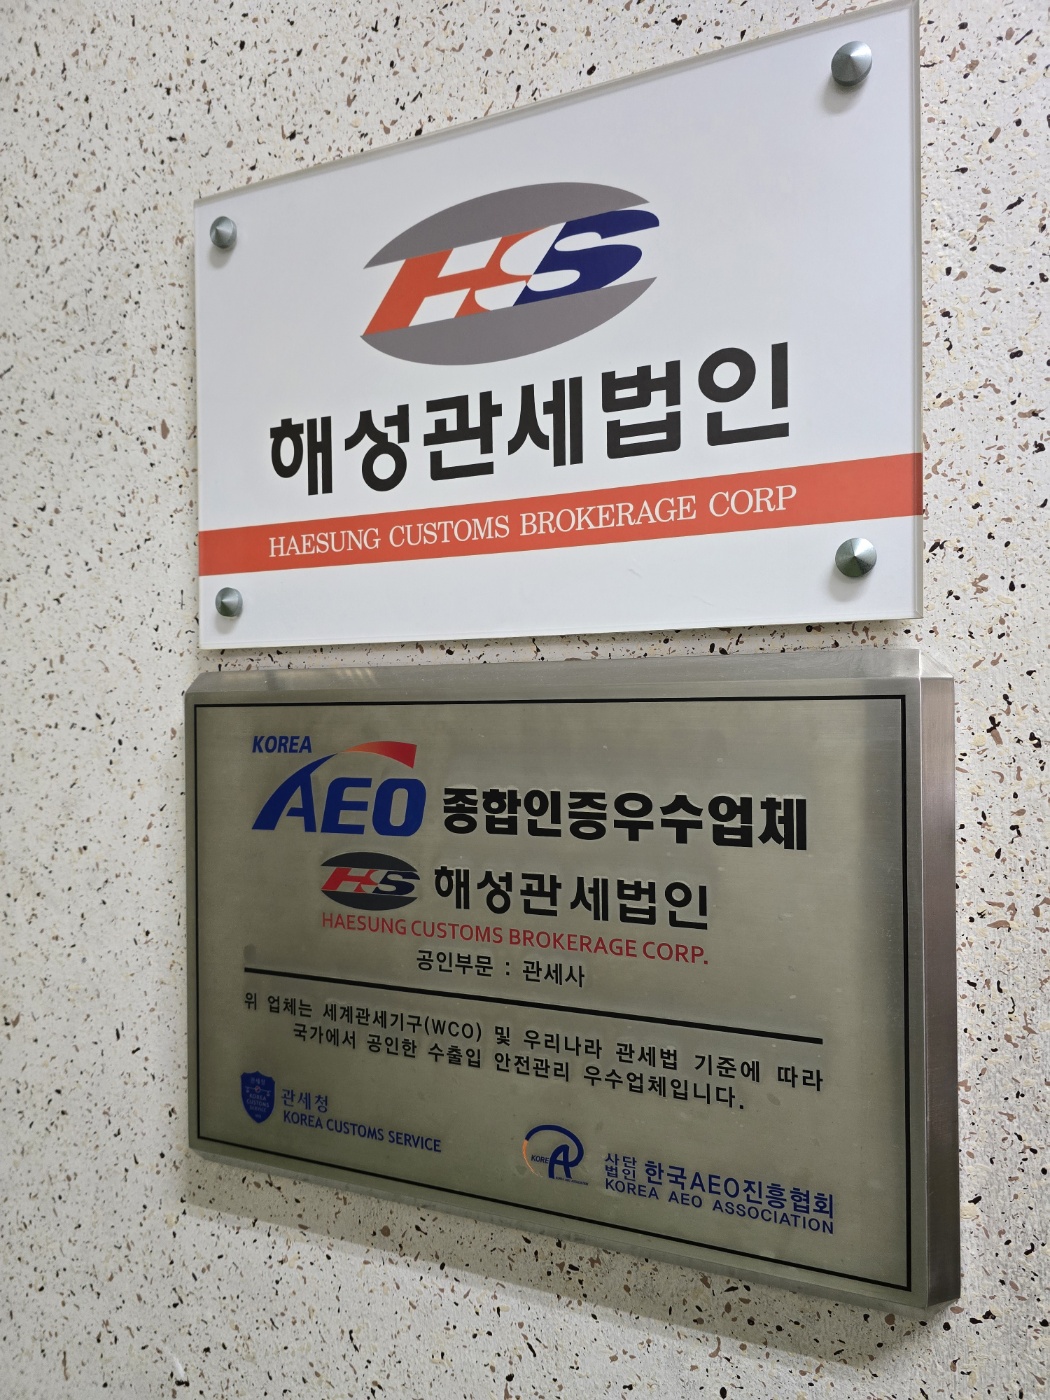 HS
해성관세법인
HAESUNG CUSTOMS BROKERAGE CORP
KOREA
AEO 종합인증우수업체
HS 해성관세법인
HAESUNG CUSTOMS BROKERAGE CORP.
공인부문 : 관세사
위 업체는 세계관세기구(WCO) 및 우리나라 관세법 기준에 따라
국가에서 공인한 수출입 안전관리 우수업체입니다.
관세청
KOREA CUSTOMS SERVICE
사단법인 한국AEO진흥협회
KOREA AEO ASSOCIATION